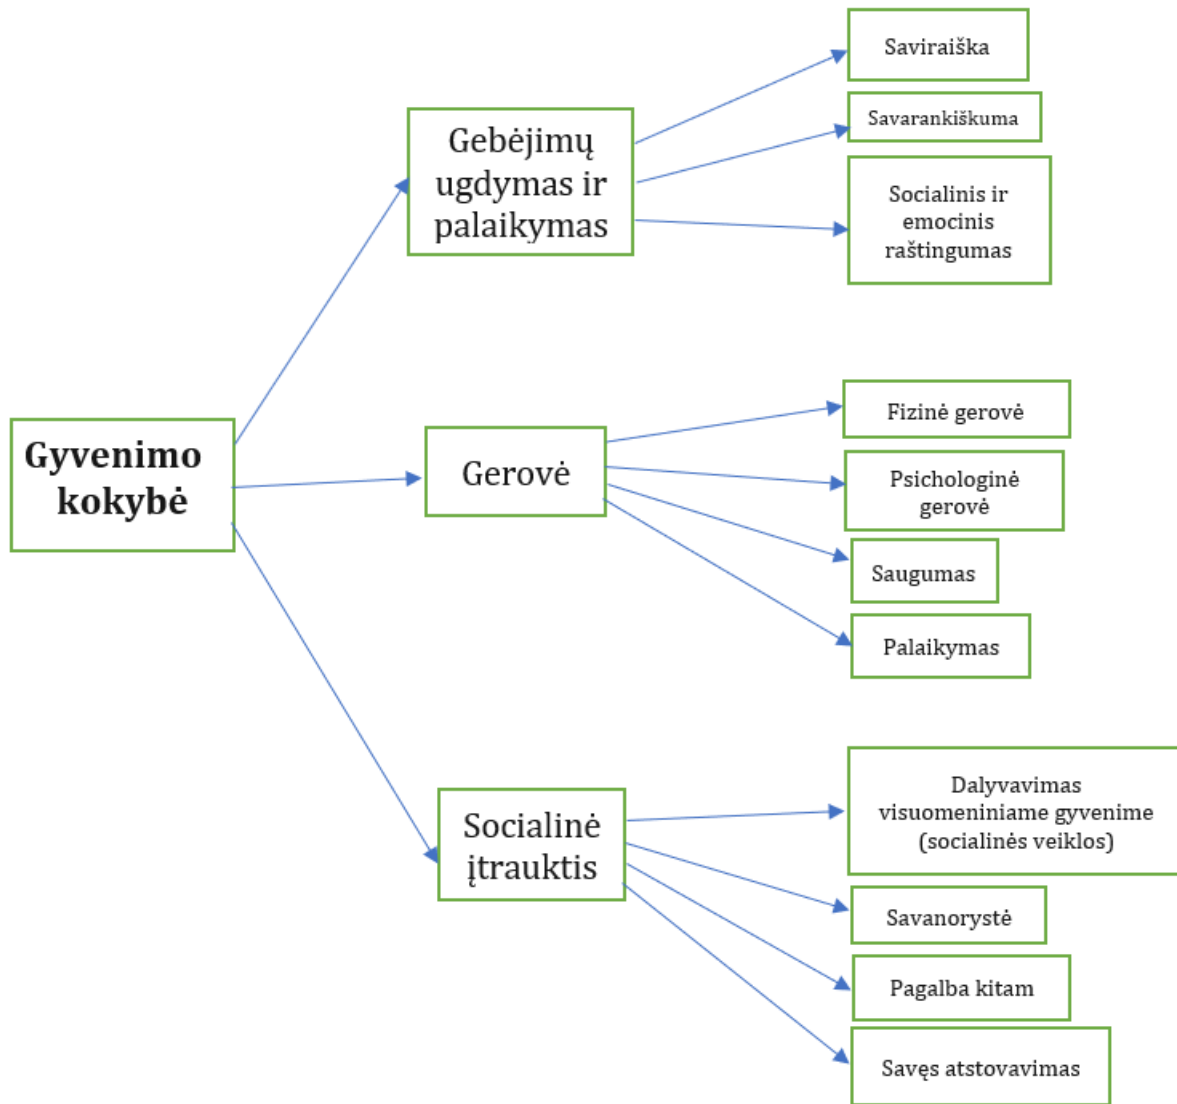 Gyvenimo
kokybė
Gebėjimų
ugdymas ir
palaikymas
Saviraiška
Savarankiškuma
Socialinis ir
emocinis
raštingumas
Gerovė
Fizinė gerovė
Psichologinė
gerovė
Saugumas
Palaikymas
Socialinė
įtrauktis
Dalyvavimas
visuomeniniame gyvenime
(socialinės veiklos)
Savanorystė
Pagalba kitam
Savęs atstovavimas